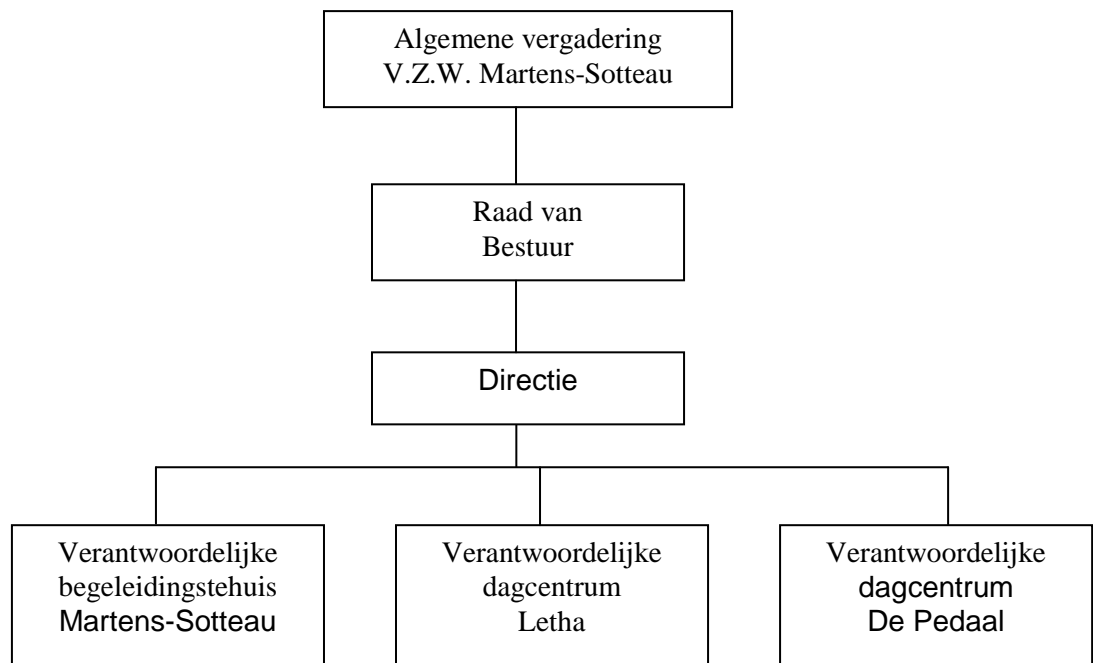 Algemene vergadering
V.Z.W. Martens-Sotteau
Raad van
Bestuur
Directie
Verantwoordelijke
begeleidingstehuis
Martens-Sotteau
Verantwoordelijke
dagcentrum
Letha
Verantwoordelijke
dagcentrum
De Pedaal